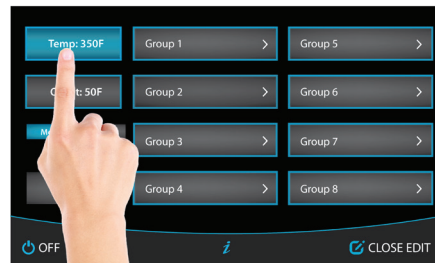 Temp: 350F
Group 1 >
Group 5 >
50F
Group 2 >
Group 6 >
Group 3 >
Group 7 >
Group 4 >
Group 8 >
OFF
i
CLOSE EDIT